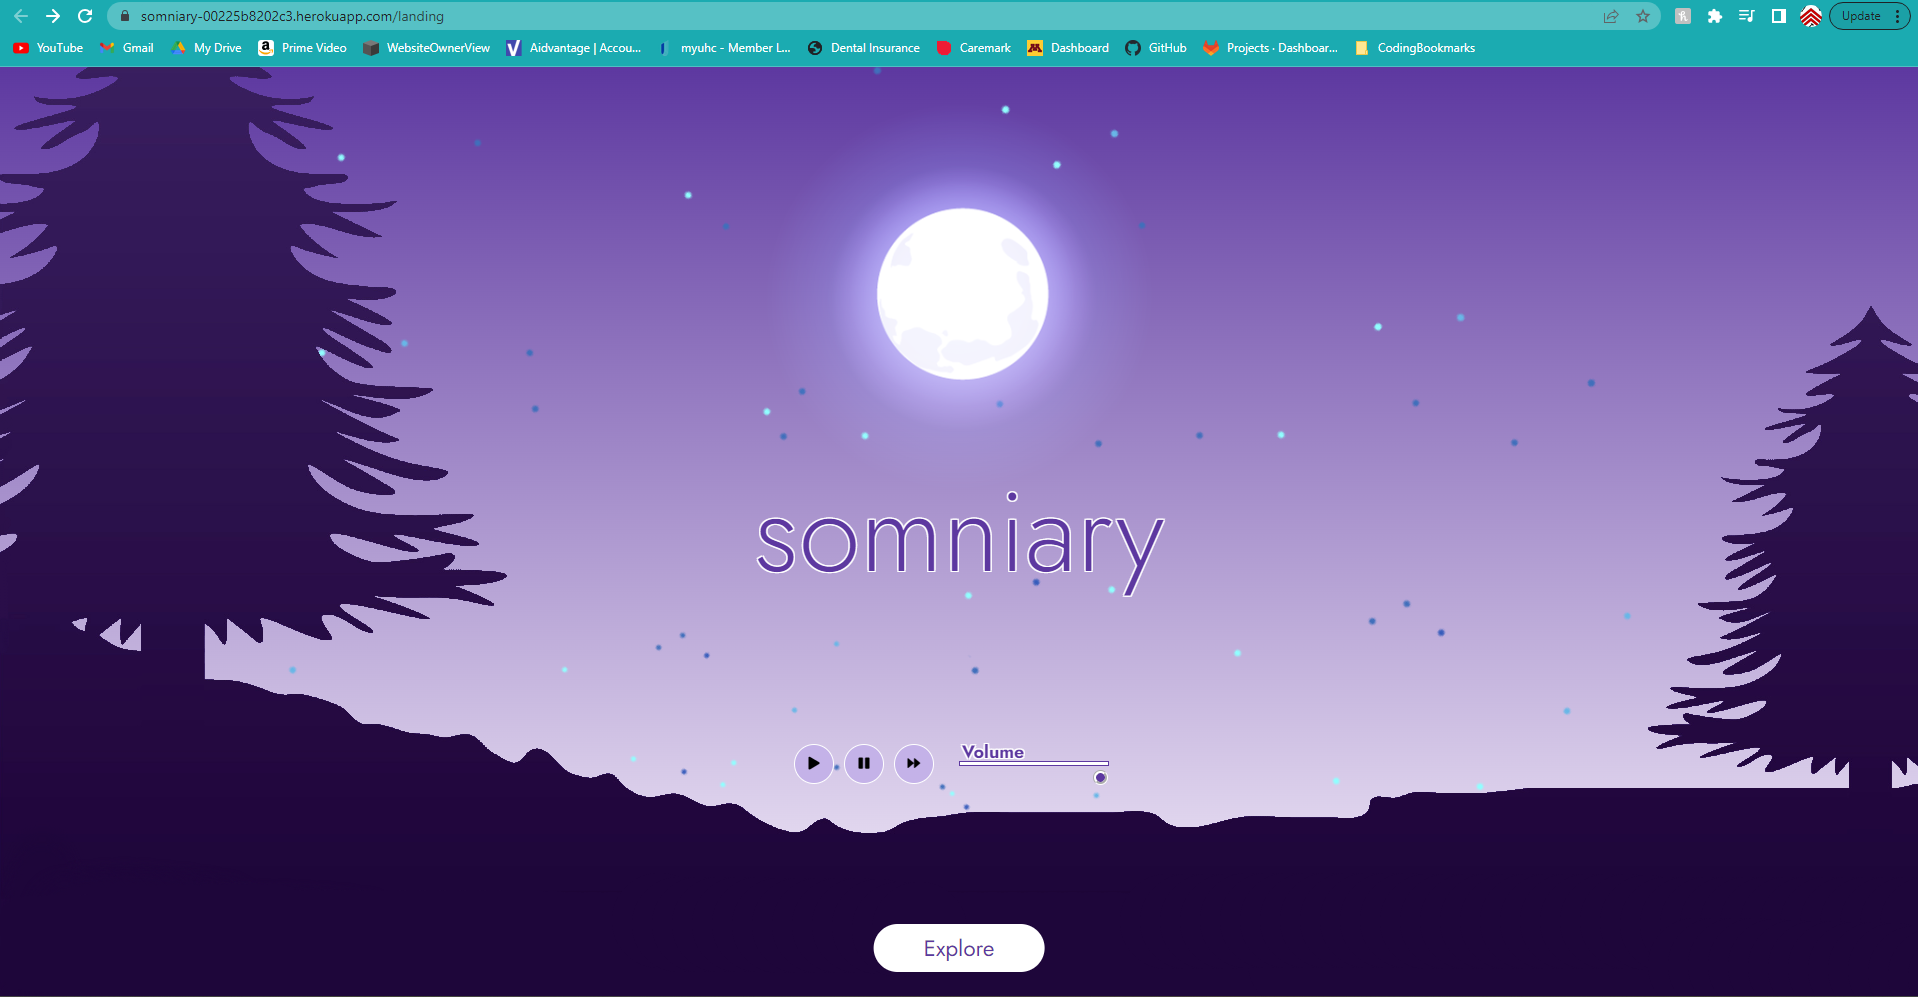 somniary-00225b8202c3.herokuapp.com/landing
Update
YouTube Gmail My Drive Prime Video WebsiteOwnerView Aidvantage | Accou... myuhc - Member L... Dental Insurance Caremark Dashboard GitHub Projects · Dashboar... CodingBookmarks
somniary
Volume
Explore